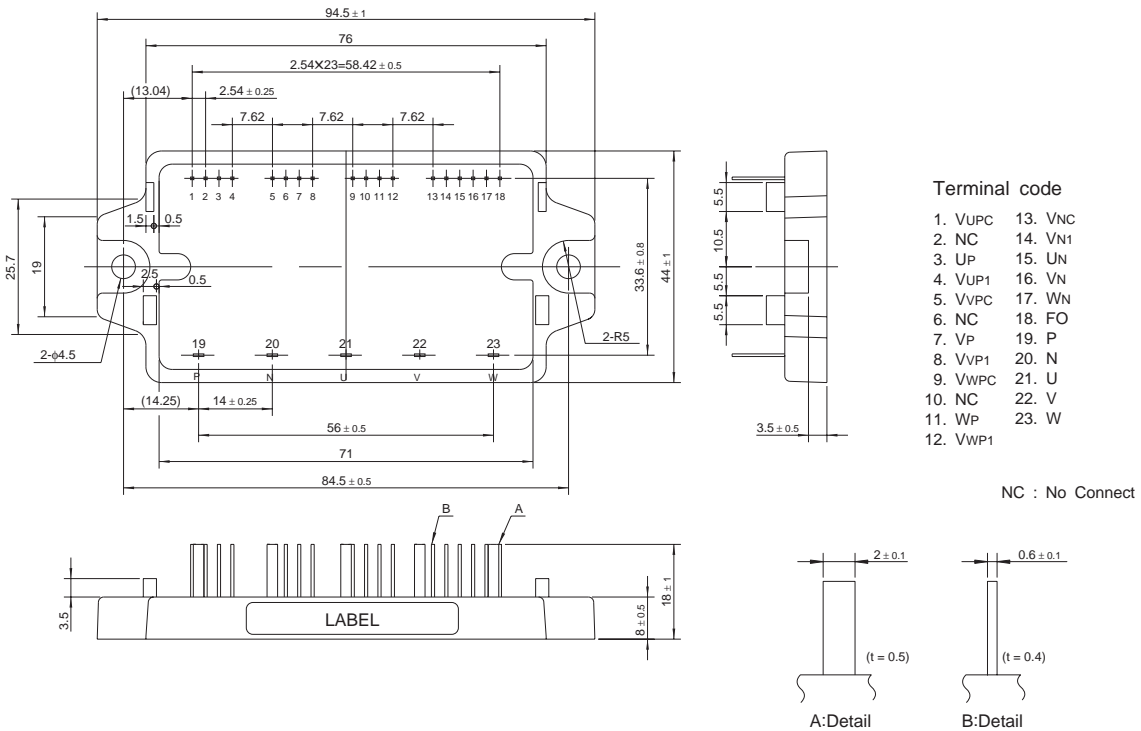 94.5 ± 1
76
2.54×23=58.42 ± 0.5
(13.04)
2.54 ± 0.25
7.62
7.62
7.62
1 2 3 4
5 6 7 8
9 10 11 12
13 14 15 16 17 18
1.5
0.5
25.7
19
2.5
0.5
33.6 ± 0.8
44 ± 1
2-ϕ4.5
2-R5
19
20
21
22
23
P
N
U
V
W
(14.25)
14 ± 0.25
56 ± 0.5
71
84.5 ± 0.5
5.5
10.5
5.5
5.5
3.5 ± 0.5
Terminal code
1. VUPC
2. NC
3. UP
4. VUP1
5. VVPC
6. NC
7. VP
8. VVP1
9. VWPC
10. NC
11. WP
12. VWP1
13. VNC
14. VN1
15. UN
16. VN
17. WN
18. FO
19. P
20. N
21. U
22. V
23. W
NC : No Connect
B
A
3.5
LABEL
8 ± 0.5
18 ± 1
2 ± 0.1
(t = 0.5)
A:Detail
0.6 ± 0.1
(t = 0.4)
B:Detail